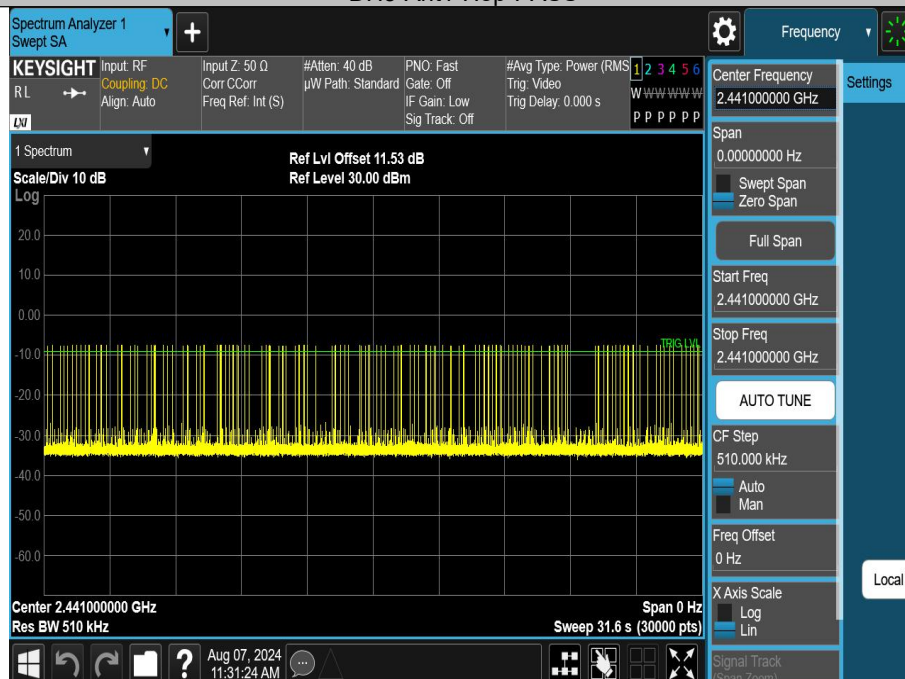 Spectrum Analyzer 1
Swept SA
Frequency
KEYSIGHT
RL
LXI
Input: RF
Coupling: DC
Align: Auto
Input Z: 50 Ω
Corr CCorr
Freq Ref: Int (S)
#Atten: 40 dB
µW Path: Standard
PNO: Fast
Gate: Off
IF Gain: Low
Sig Track: Off
#Avg Type: Power (RMS
Trig: Video
Trig Delay: 0.000 s
1 2 3 4 5 6
W W W W W W
P P P P P P
1 Spectrum
Scale/Div 10 dB
Log
Ref Lvl Offset 11.53 dB
Ref Level 30.00 dBm
20.0
10.0
0.00
-10.0
-20.0
-30.0
-40.0
-50.0
-60.0
TRIG LVL
Center 2.441000000 GHz
Res BW 510 kHz
Span 0 Hz
Sweep 31.6 s (30000 pts)
Center Frequency
2.441000000 GHz
Span
0.00000000 Hz
Swept Span
Zero Span
Full Span
Start Freq
2.441000000 GHz
Stop Freq
2.441000000 GHz
AUTO TUNE
CF Step
510.000 kHz
Auto
Man
Freq Offset
0 Hz
X Axis Scale
Log
Lin
Signal Track
(Span Zoom)
Settings
Local
?
Aug 07, 2024
11:31:24 AM